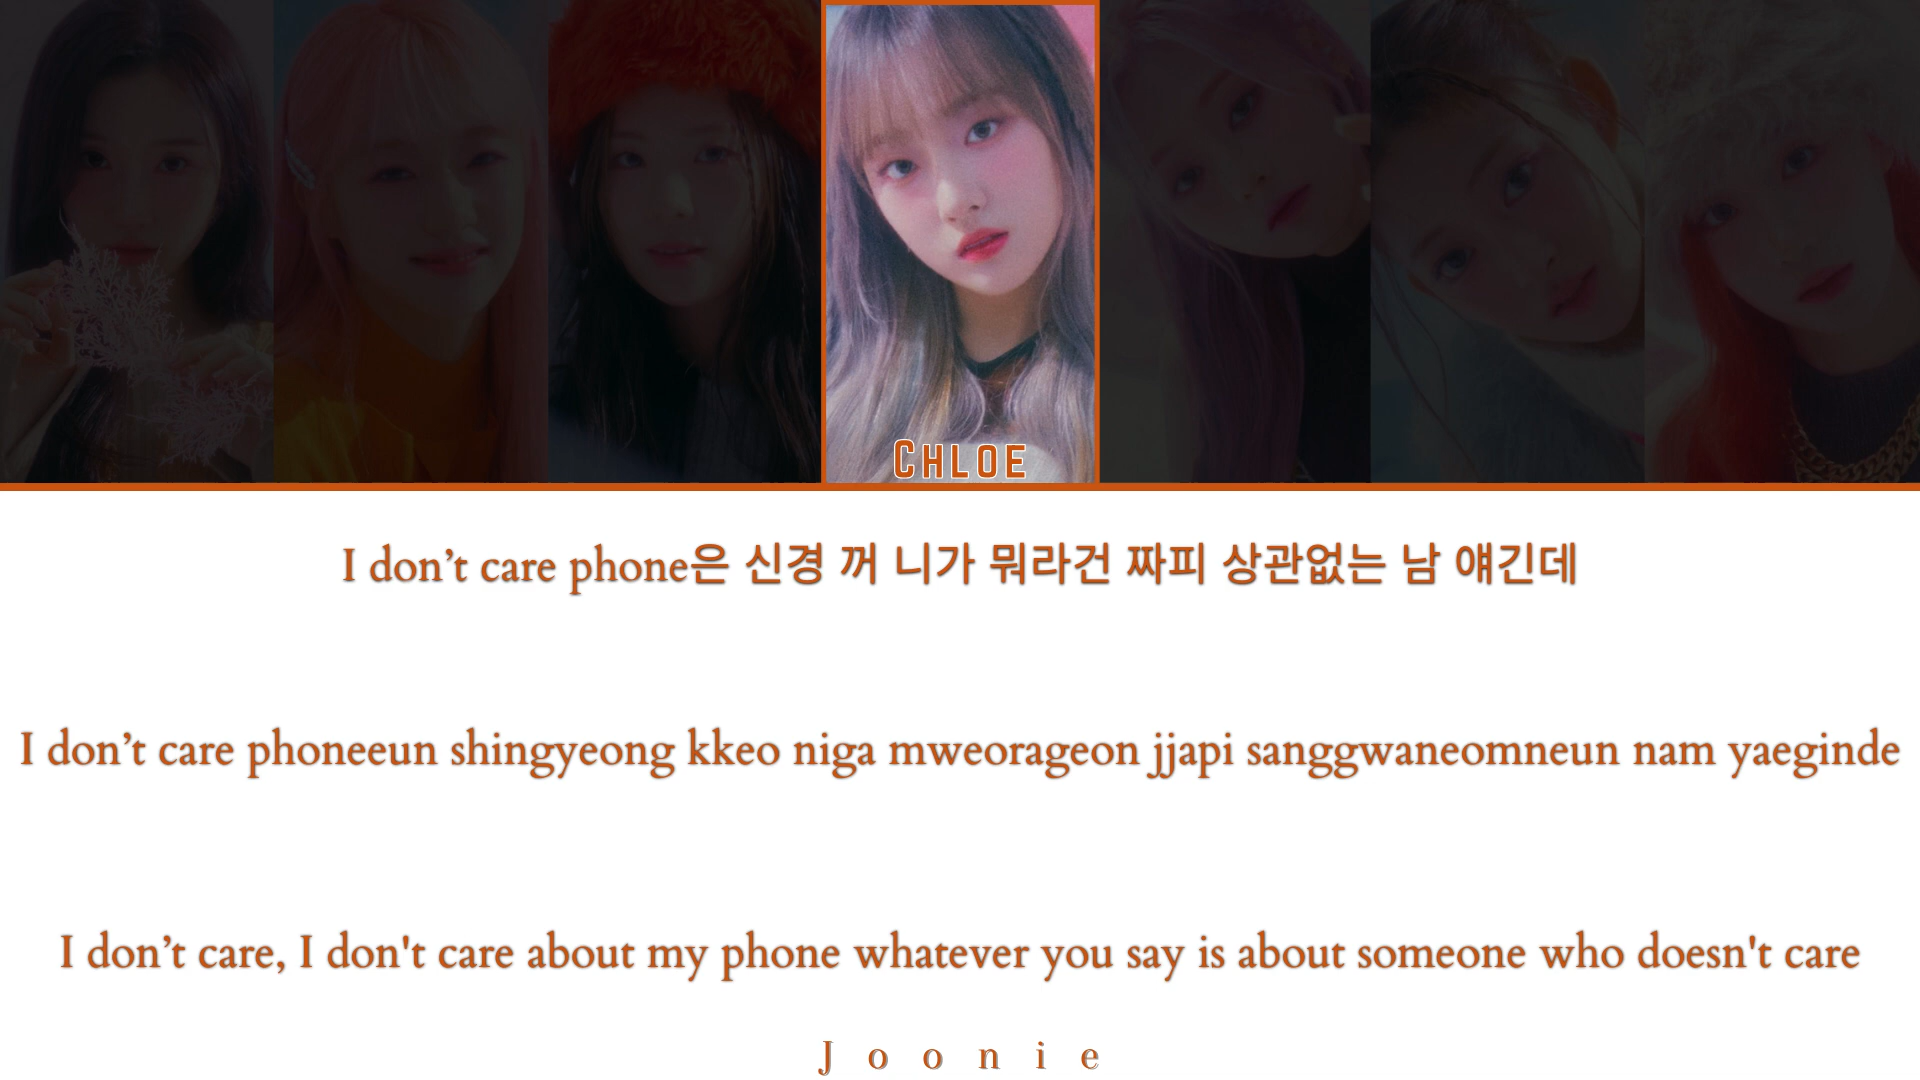 CHLOE
I don’t care phone은 신경 꺼 니가 뭐라건 짜피 상관없는 남 얘긴데
I don’t care phoneeun shingyeong kkeo niga mweorageon jjapi sanggwaneomneun nam yaeginde
I don’t care, I don't care about my phone whatever you say is about someone who doesn't care
Joonie